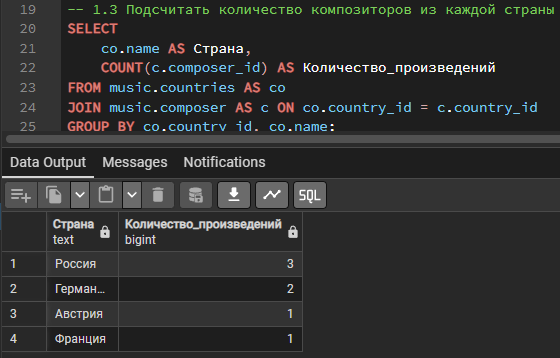 19 -- 1.3 Подсчитать количество композиторов из каждой страны
20 SELECT
21 co.name AS Страна,
22 COUNT(c.composer_id) AS Количество_произведений
23 FROM music.countries AS co
24 JOIN music.composer AS c ON co.country_id = c.country_id
25 GROUP BY co.country_id, co.name;
Data Output Messages Notifications
SQL
Страна Количество_произведений
text bigint
1 Россия 3
2 Герман... 2
3 Австрия 1
4 Франция 1